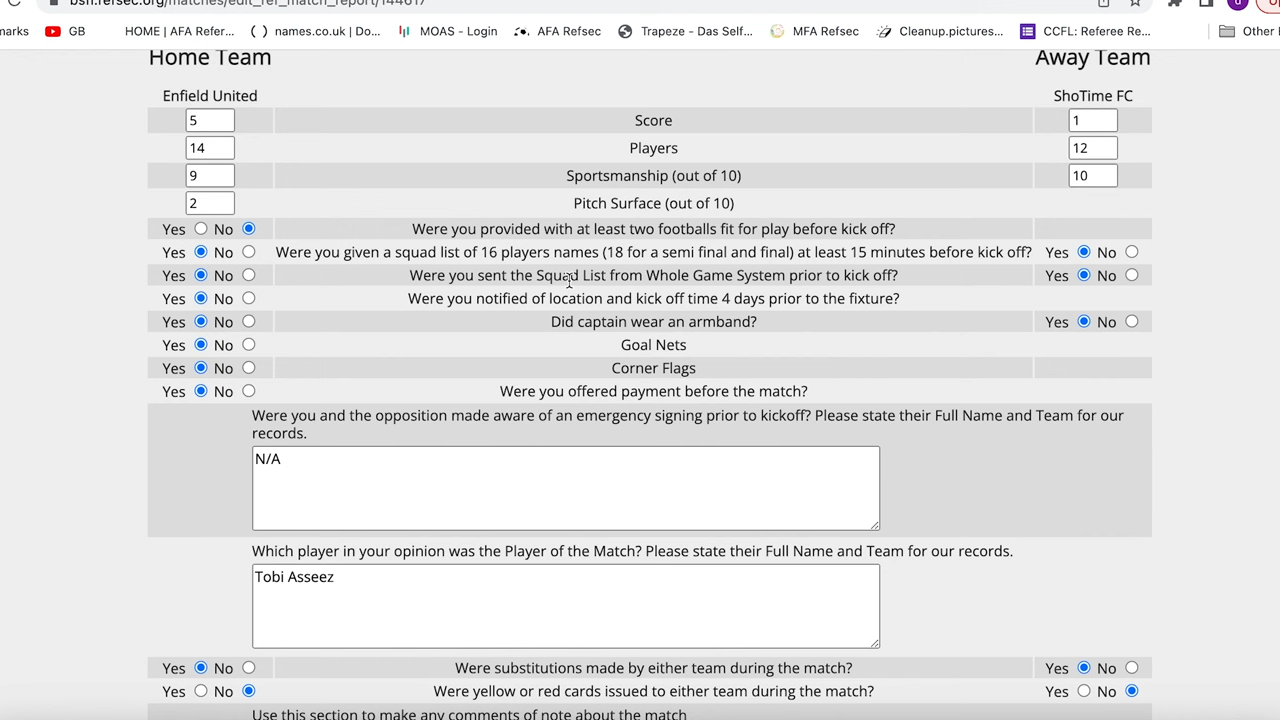 bsfl.refsec.org/matches/edit_ref_match_report/144617
marks GB HOME | AFA Refer... names.co.uk | Do... MOAS - Login AFA Refsec Trapeze - Das Self... MFA Refsec Cleanup.pictures... CCFL: Referee Re... Other
Home Team Away Team
Enfield United ShoTime FC
5 Score 1
14 Players 12
9 Sportsmanship (out of 10) 10
2 Pitch Surface (out of 10)
Yes No Were you provided with at least two footballs fit for play before kick off?
Yes No Were you given a squad list of 16 players names (18 for a semi final and final) at least 15 minutes before kick off? Yes No
Yes No Were you sent the Squad List from Whole Game System prior to kick off? Yes No
Yes No Were you notified of location and kick off time 4 days prior to the fixture?
Yes No Did captain wear an armband? Yes No
Yes No Goal Nets
Yes No Corner Flags
Yes No Were you offered payment before the match?
Were you and the opposition made aware of an emergency signing prior to kickoff? Please state their Full Name and Team for our
records.
N/A
Which player in your opinion was the Player of the Match? Please state their Full Name and Team for our records.
Tobi Asseez
Yes No Were substitutions made by either team during the match? Yes No
Yes No Were yellow or red cards issued to either team during the match? Yes No
Use this section to make any comments of note about the match